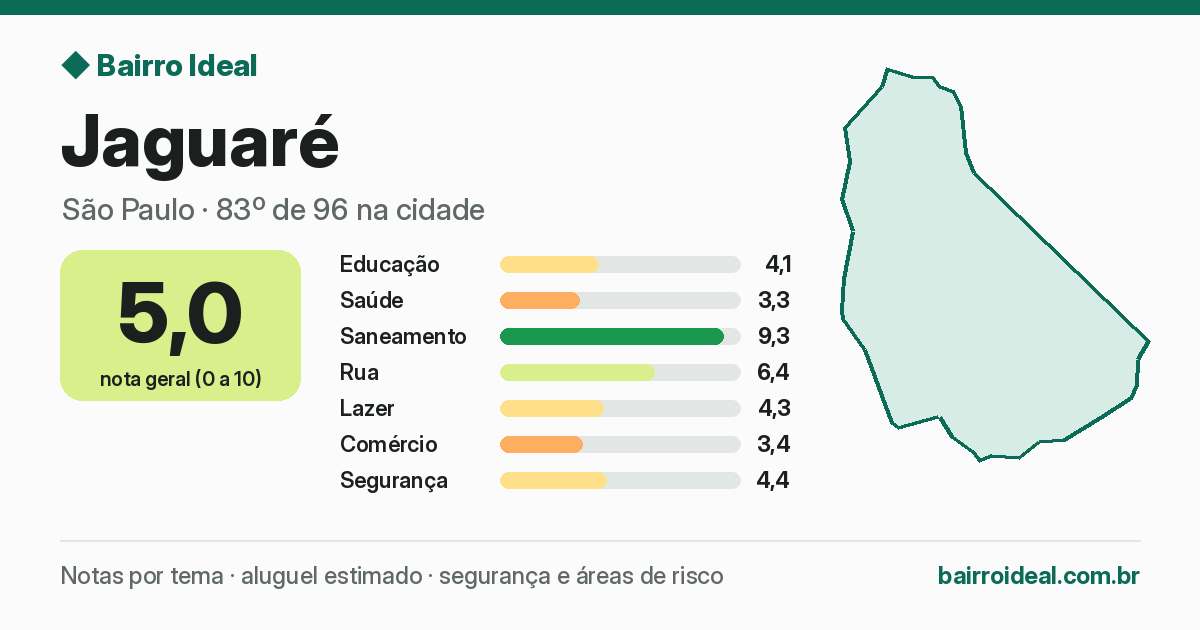 Bairro Ideal
Jaguaré
São Paulo · 83º de 96 na cidade
5,0
nota geral (0 a 10)
Educação 4,1
Saúde 3,3
Saneamento 9,3
Rua 6,4
Lazer 4,3
Comércio 3,4
Segurança 4,4
Notas por tema · aluguel estimado · segurança e áreas de risco
bairroideal.com.br